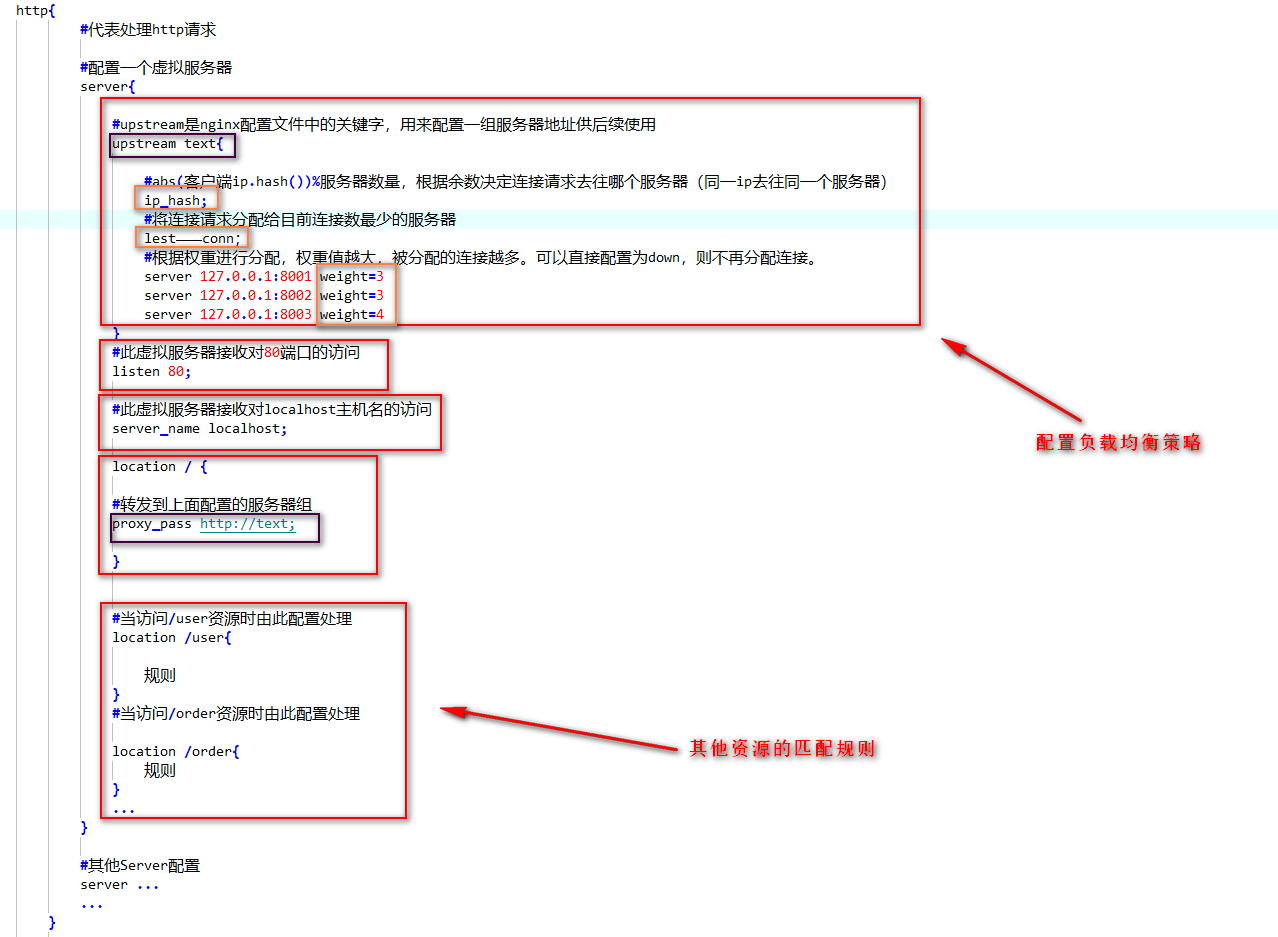 http{
#代表处理http请求
#配置一个虚拟服务器
server{
#upstream是nginx配置文件中的关键字，用来配置一组服务器地址供后续使用
upstream text{
#abs(客户端ip.hash())%服务器数量，根据余数决定连接请求去往哪个服务器（同一ip去往同一个服务器）
ip_hash;
#将连接请求分配给目前连接数最少的服务器
lest———conn;
#根据权重进行分配，权重值越大，被分配的连接越多。可以直接配置为down，则不再分配连接。
server 127.0.0.1:8001 weight=3
server 127.0.0.1:8002 weight=3
server 127.0.0.1:8003 weight=4
}
#此虚拟服务器接收对80端口的访问
listen 80;
#此虚拟服务器接收对localhost主机名的访问
server_name localhost;
配置负载均衡策略
location / {
#转发到上面配置的服务器组
proxy_pass http://text;
}
#当访问/user资源时由此配置处理
location /user{
规则
}
#当访问/order资源时由此配置处理
location /order{
其他资源的匹配规则
规则
}
...
}
#其他Server配置
server ...
...
}